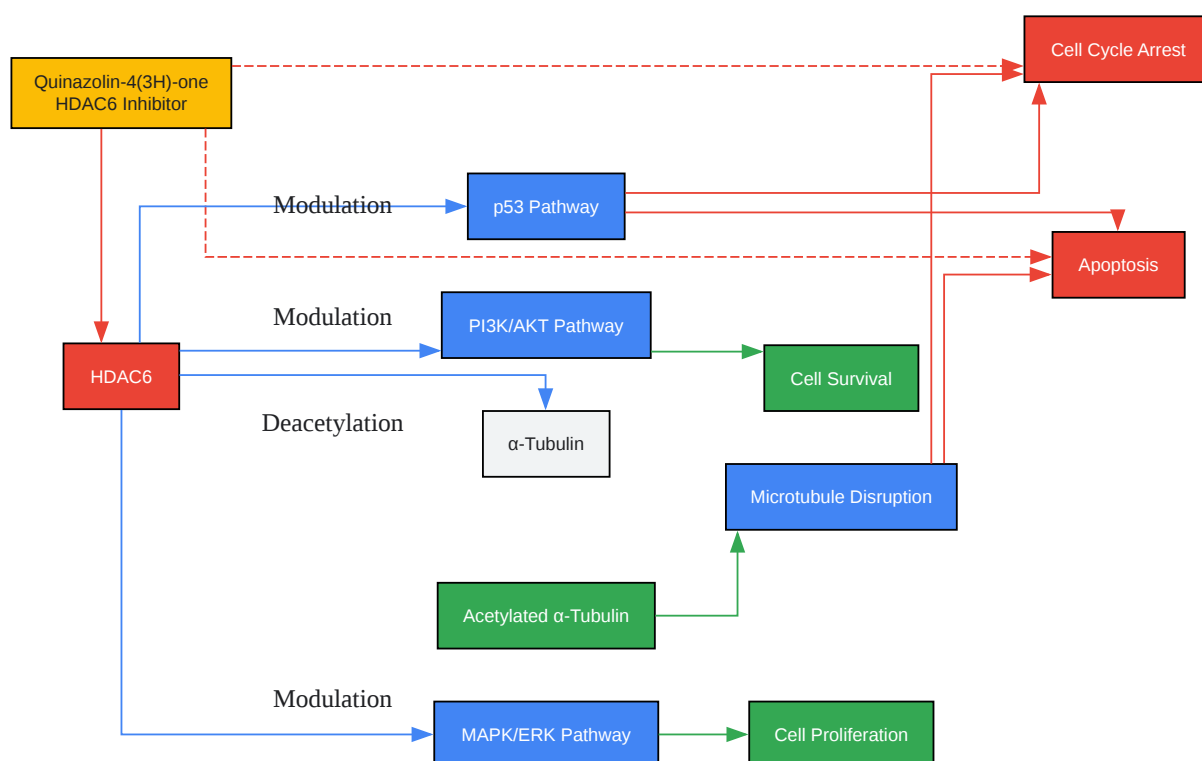 Cell Cycle Arrest
Quinazolin-4(3H)-one
HDAC6 Inhibitor
Modulation
p53 Pathway
Apoptosis
Modulation
PI3K/AKT Pathway
HDAC6
Cell Survival
Deacetylation
α-Tubulin
Microtubule Disruption
Acetylated α-Tubulin
Modulation
MAPK/ERK Pathway
Cell Proliferation